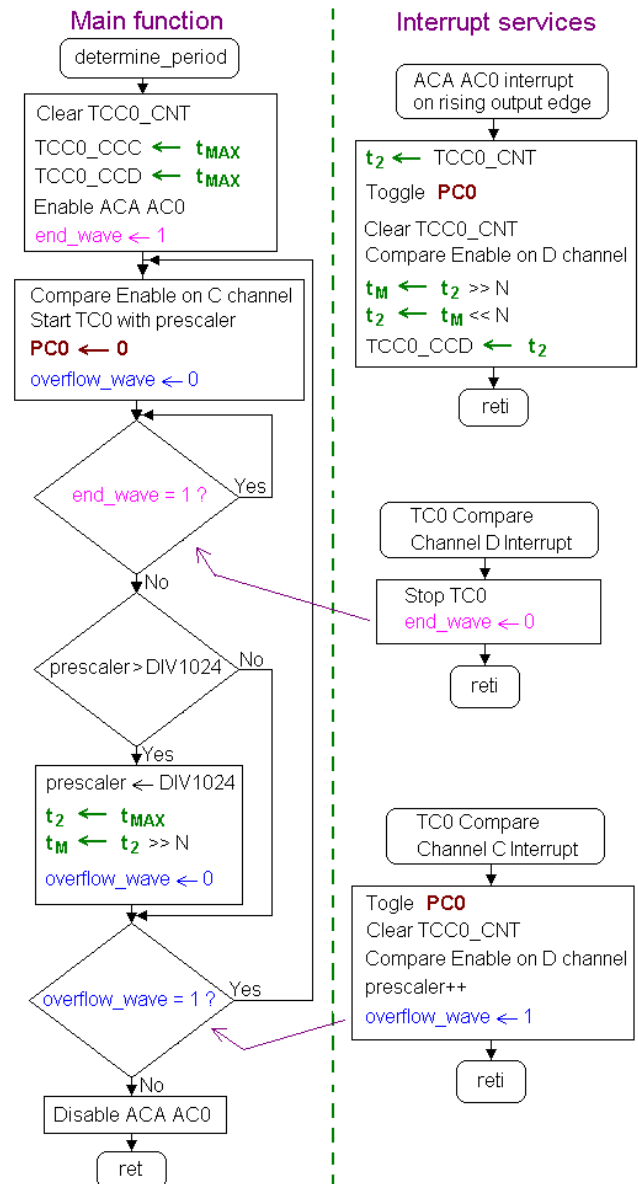 Main function
determine_period
Clear TCC0_CNT
TCC0_CCC ← tMAX
TCC0_CCD ← tMAX
Enable ACA AC0
end_wave ← 1
Compare Enable on C channel
Start TC0 with prescaler
PC0 ← 0
overflow_wave ← 0
end_wave = 1 ?
Yes
No
prescaler > DIV1024
No
Yes
prescaler ← DIV1024
t2 ← tMAX
tM ← t2 >> N
overflow_wave ← 0
overflow_wave = 1 ?
Yes
No
Disable ACA AC0
ret
Interrupt services
ACA AC0 interrupt
on rising output edge
t2 ← TCC0_CNT
Toggle PC0
Clear TCC0_CNT
Compare Enable on D channel
tM ← t2 >> N
t2 ← tM << N
TCC0_CCD ← t2
reti
TC0 Compare
Channel D Interrupt
Stop TC0
end_wave ← 0
reti
TC0 Compare
Channel C Interrupt
Togle PC0
Clear TCC0_CNT
Compare Enable on D channel
prescaler++
overflow_wave ← 1
reti